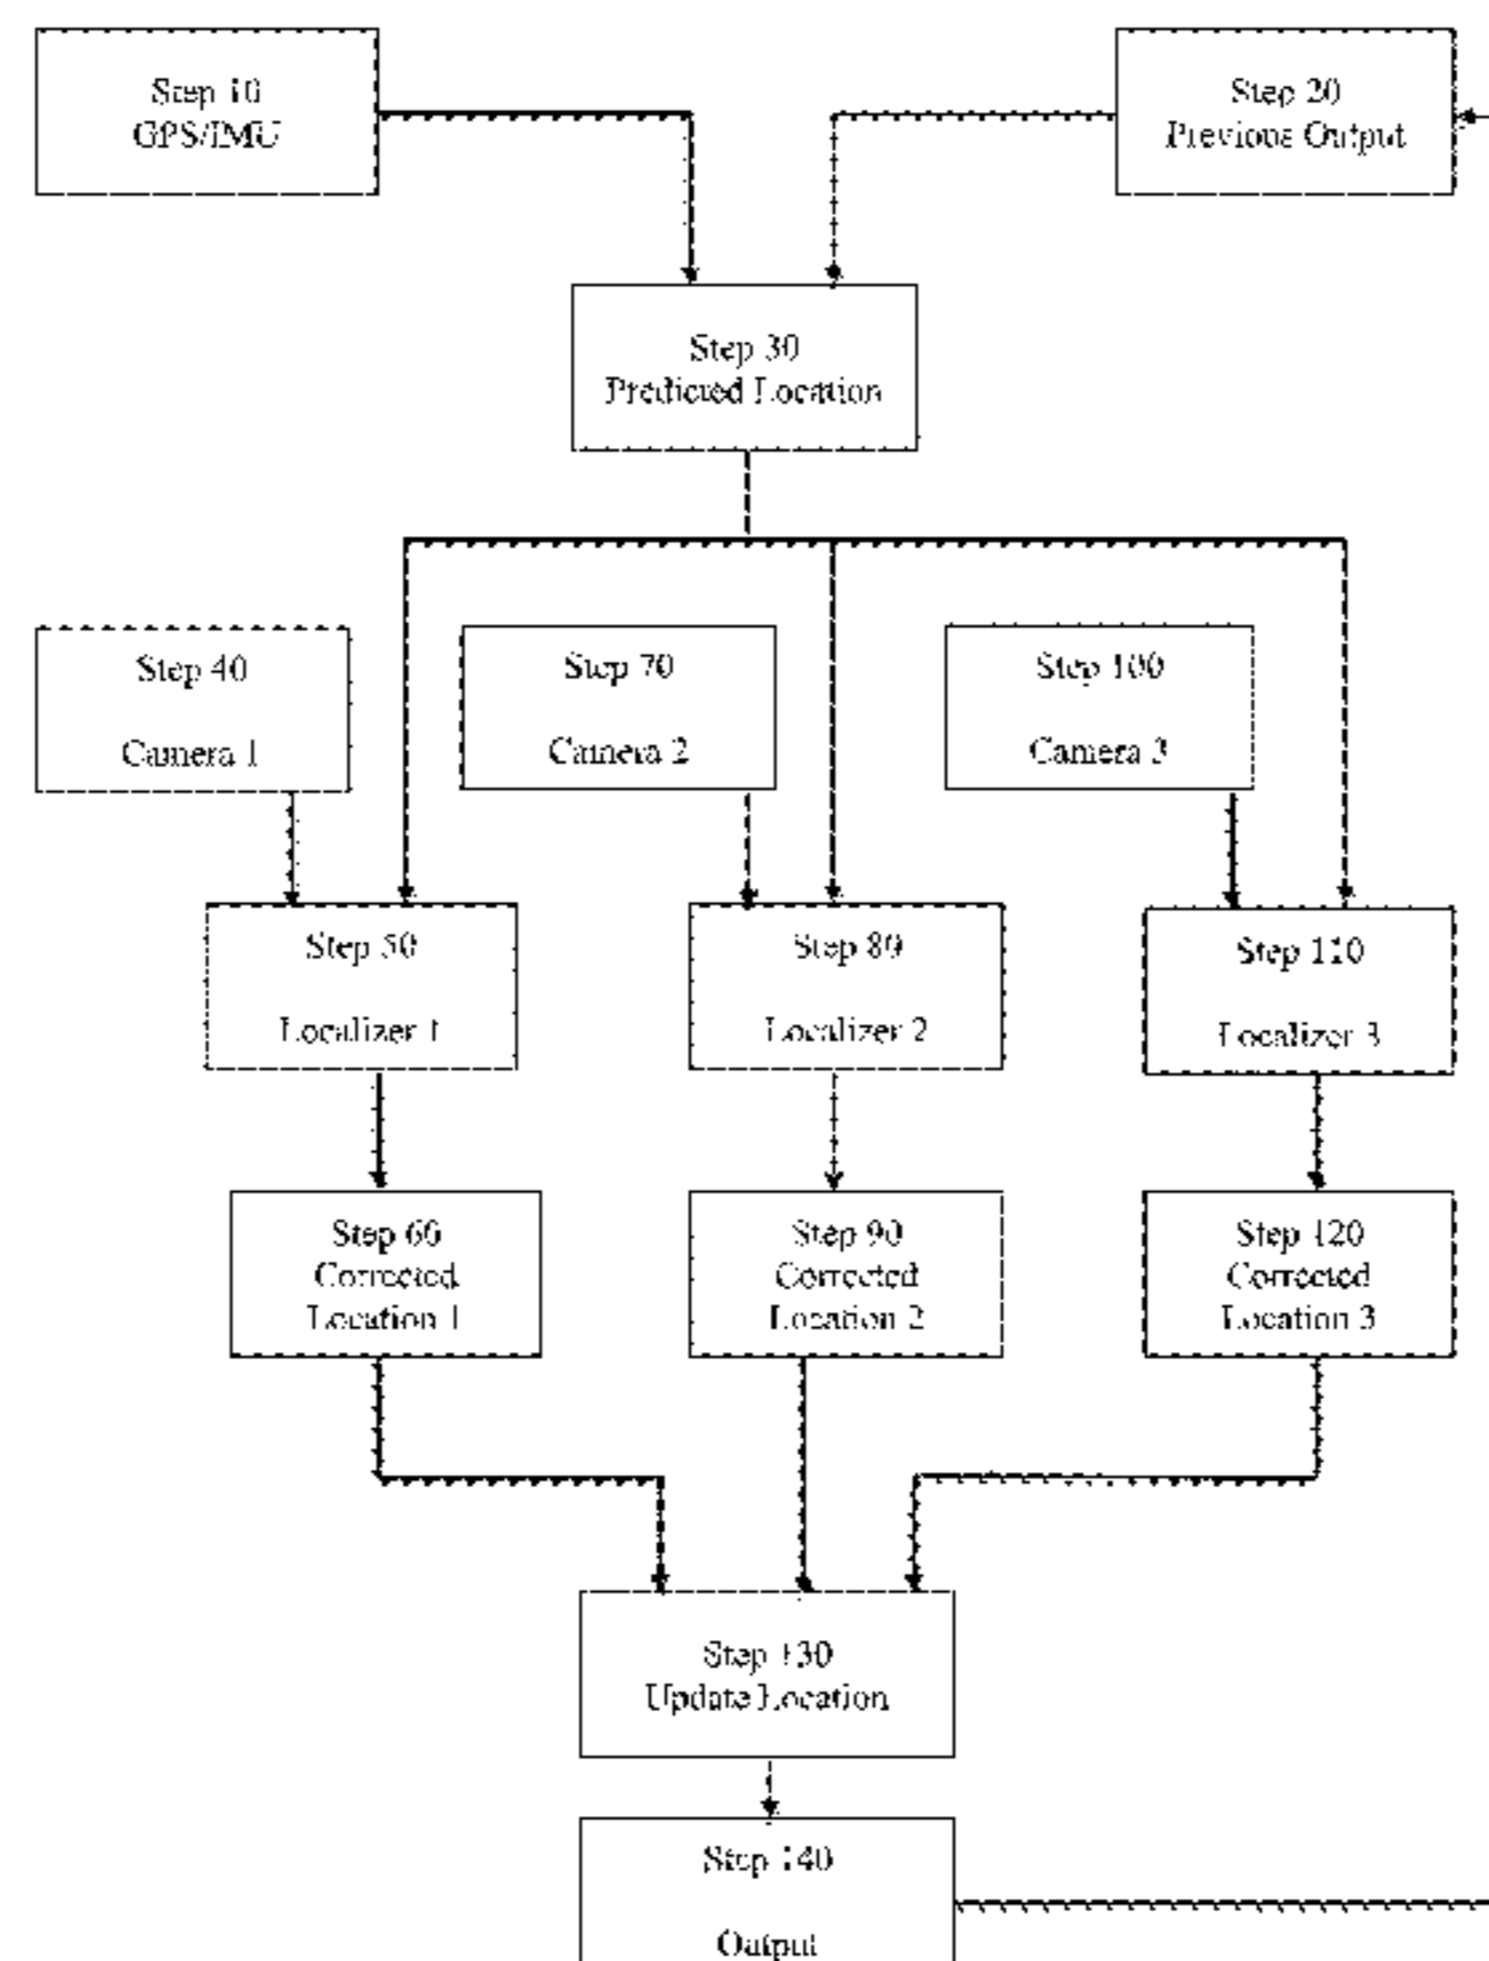 Step 10
GPS/IMU
Step 20
Previous Output
Step 30
Predicted Location
Step 40
Camera 1
Step 70
Camera 2
Step 100
Camera 3
Step 50
Localizer 1
Step 80
Localizer 2
Step 110
Localizer 3
Step 60
Corrected
Location 1
Step 90
Corrected
Location 2
Step 120
Corrected
Location 3
Step 130
Update Location
Step 140
Output